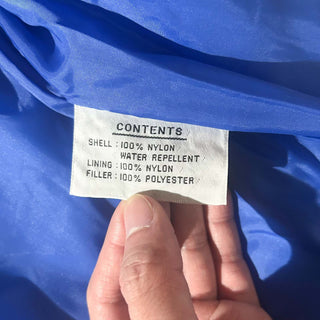 CONTENTS
SHELL : 100% NYLON
WATER REPELLENT
LINING : 100% NYLON
FILLER : 100% POLYESTER